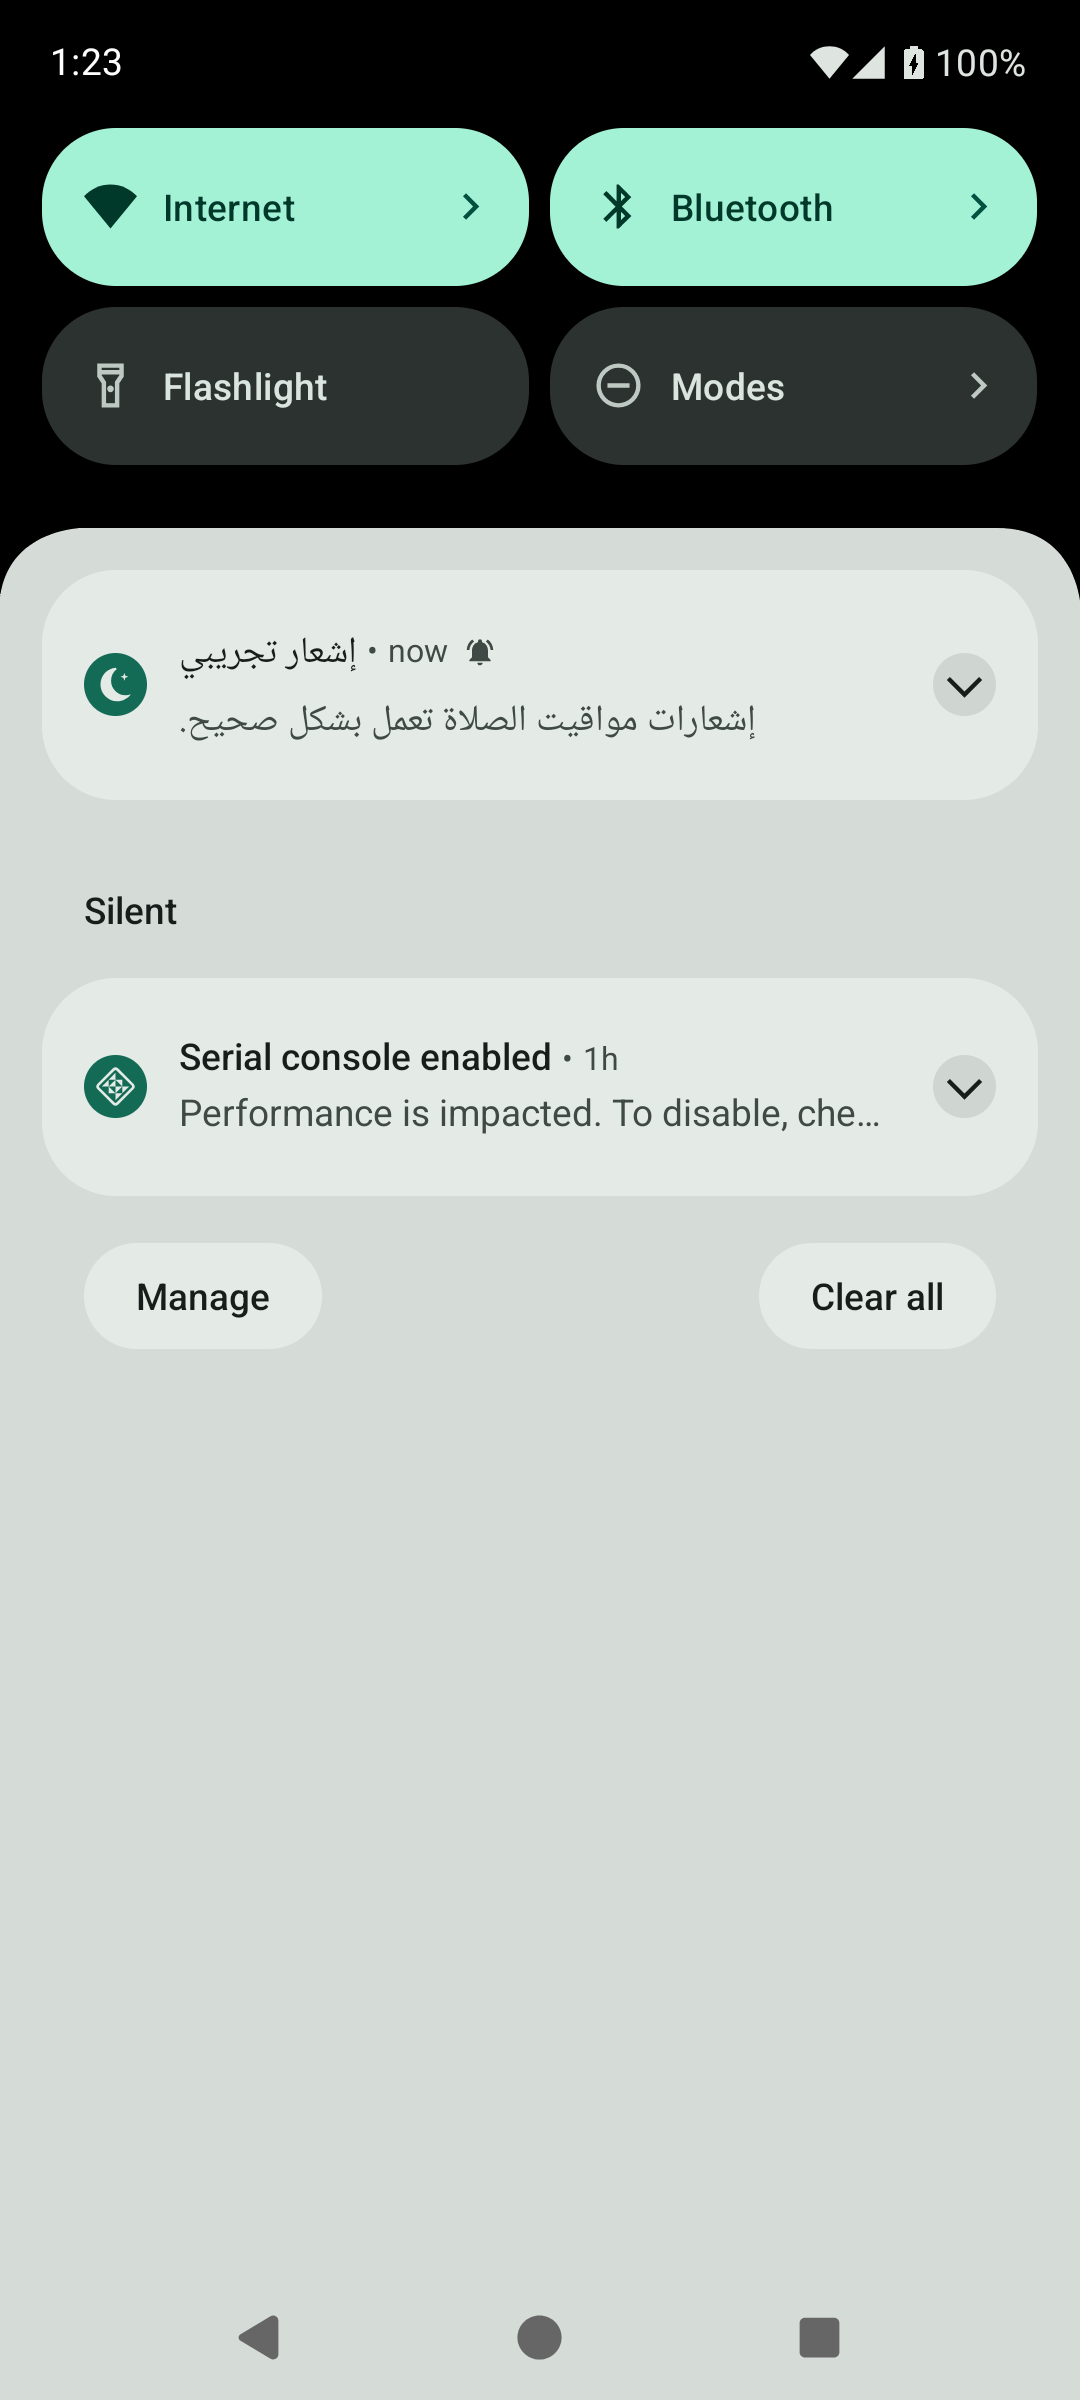 1:23 100%
Internet
Bluetooth
Flashlight
Modes
إشعار تجريبي • now
إشعارات مواقيت الصلاة تعمل بشكل صحيح.
Silent
Serial console enabled • 1h
Performance is impacted. To disable, che…
Manage
Clear all